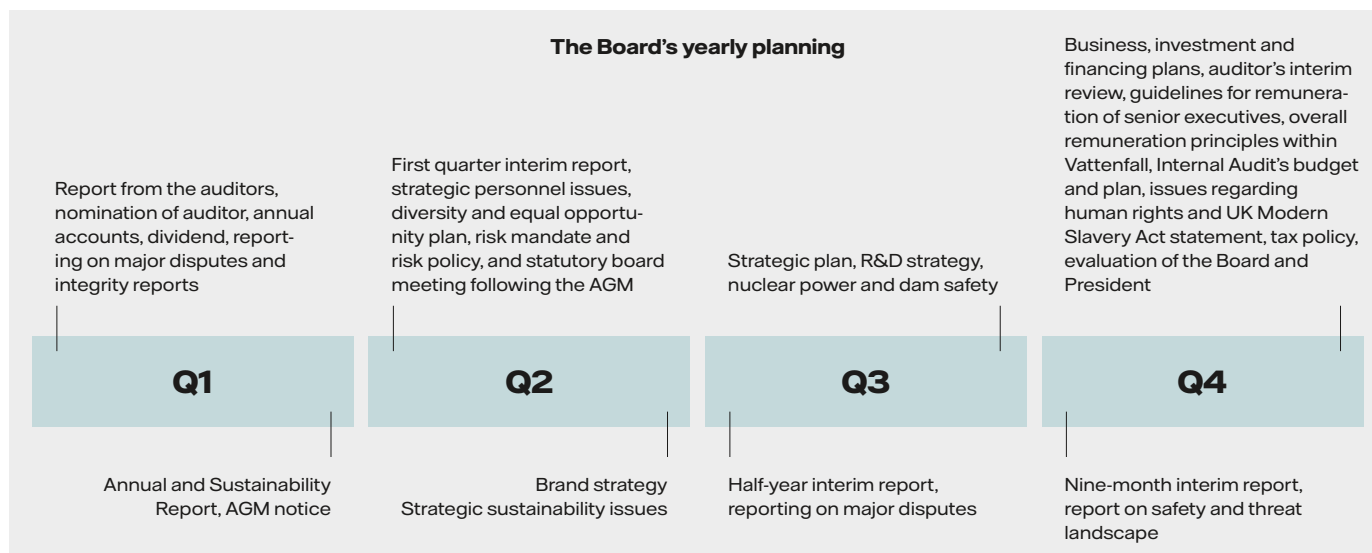 The Board’s yearly planning
Report from the auditors,
nomination of auditor, annual
accounts, dividend, report-
ing on major disputes and
integrity reports
First quarter interim report,
strategic personnel issues,
diversity and equal opportu-
nity plan, risk mandate and
risk policy, and statutory board
meeting following the AGM
Strategic plan, R&D strategy,
nuclear power and dam safety
Business, investment and
financing plans, auditor’s interim
review, guidelines for remunera-
tion of senior executives, overall
remuneration principles within
Vattenfall, Internal Audit’s budget
and plan, issues regarding
human rights and UK Modern
Slavery Act statement, tax policy,
evaluation of the Board and
President
Q1
Q2
Q3
Q4
Annual and Sustainability
Report, AGM notice
Brand strategy
Strategic sustainability issues
Half-year interim report,
reporting on major disputes
Nine-month interim report,
report on safety and threat
landscape